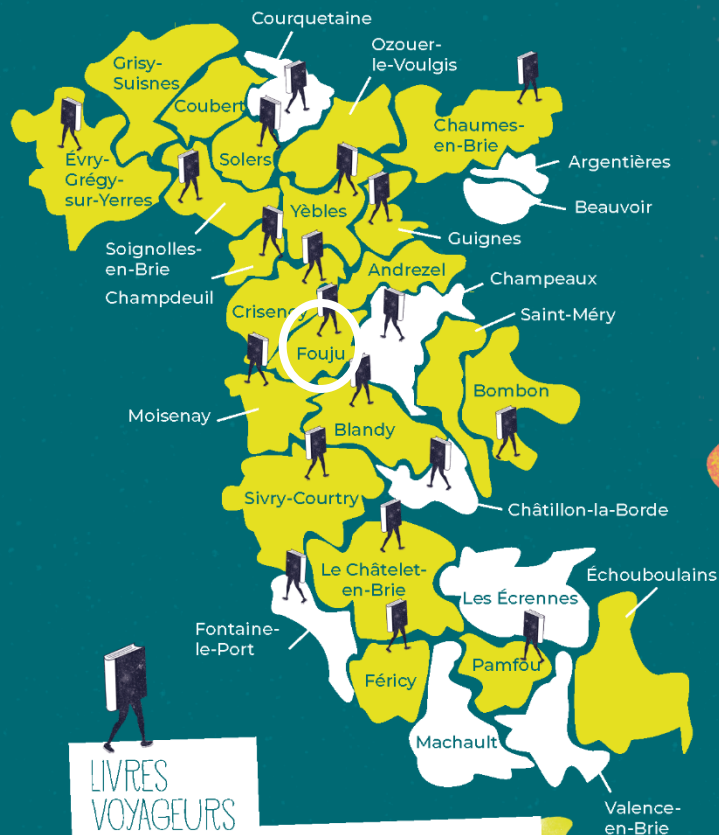 Courquetaine
Ozouer-
le-Voulgis
Grisy-
Suisnes
Coubert
Chaumes-
en-Brie
Évry-
Grégy-
sur-Yerres
Solers
Argentières
Beauvoir
Yèbles
Guignes
Soignolles-
en-Brie
Champdeuil
Andrezel
Champeaux
Crisenoy
Saint-Méry
Fouju
Bombon
Moisenay
Blandy
Sivry-Courtry
Châtillon-la-Borde
Le Châtelet-
en-Brie
Échouboulains
Les Écrennes
Fontaine-
le-Port
Féricy
Pamfou
Machault
LIVRES
VOYAGEURS
Valence-
en-Brie